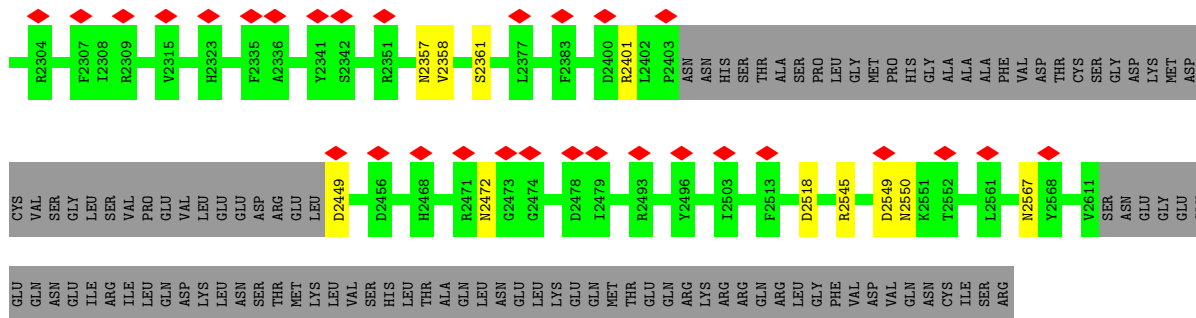 R2304 F2307 I2308 R2309 V2315 H2323 F2335 A2336 Y2341 S2342 R2351 N2357 V2358 S2361 L2377 F2383 D2400 R2401 L2402 P2403 ASN ASN HIS SER THR ALA SER PRO LEU GLY MET PRO HIS GLY ALA ALA ALA PHE VAL ASP THR CYS SER GLY ASP LYS MET ASP
CYS VAL SER GLY LEU SER VAL PRO GLU VAL LEU GLU GLU ASP ARG GLU LEU D2449 D2456 H2488 R2471 N2472 G2473 G2474 D2478 I2479 R2493 Y2496 I2503 F2513 D2518 R2545 D2549 N2550 K2551 T2552 L2561 N2567 Y2568 V2611 SER ASN GLU GLY GLU
GLU GLN ASN GLU ILE ARG ILE LEU GLN ASP LYS LEU ASN SER THR MET LYS LEU VAL SER HIS LEU THR ALA GLN LEU ASN GLU LEU LYS GLU GLN MET THR GLU GLN ARG LYS ARG ARG GLN ARG LEU GLY PHE VAL ASP VAL GLN ASN CYS ILE SER ARG